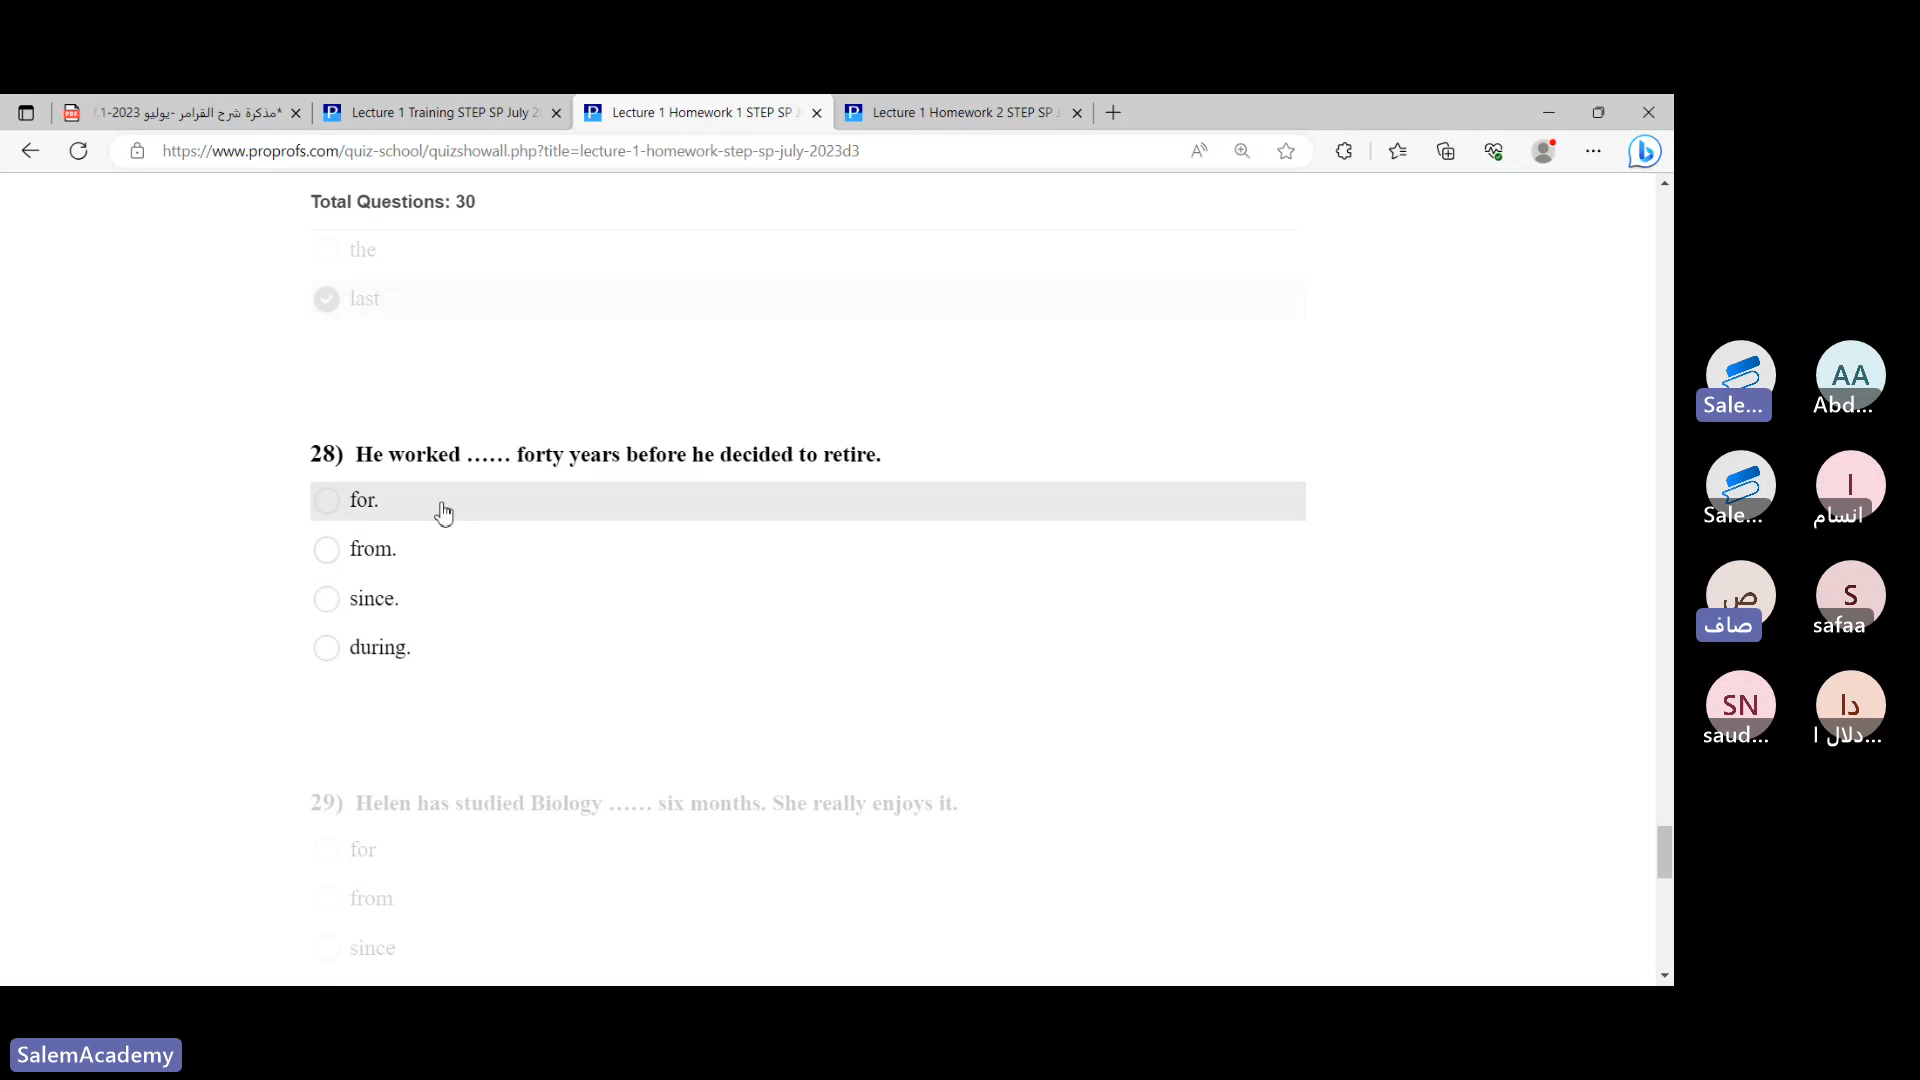 *مذكرة شرح القرامر -يوليو 2023-1.f
Lecture 1 Training STEP SP July 2
Lecture 1 Homework 1 STEP SP J
Lecture 1 Homework 2 STEP SP J
https://www.proprofs.com/quiz-school/quizshowall.php?title=lecture-1-homework-step-sp-july-2023d3
Total Questions: 30
the
last
28) He worked ...... forty years before he decided to retire.
for.
from.
since.
during.
29) Helen has studied Biology ...... six months. She really enjoys it.
for
from
since
Sale...
AA
Abd...
Sale...
ا
انسام
ص
صاف
S
safaa
SN
saud...
دا
دلال ا...
SalemAcademy